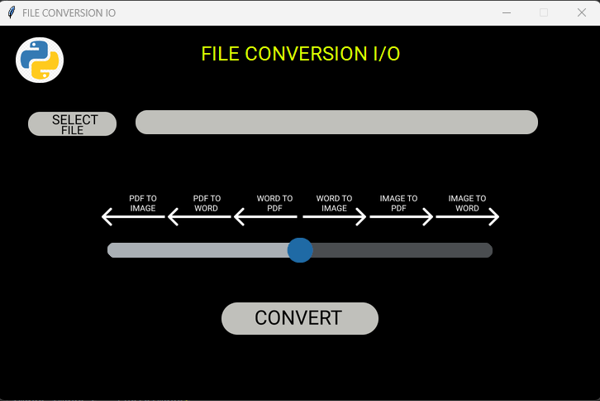 FILE CONVERSION IO
FILE CONVERSION I/O
SELECT
FILE
PDF TO
IMAGE
PDF TO
WORD
WORD TO
PDF
WORD TO
IMAGE
IMAGE TO
PDF
IMAGE TO
WORD
CONVERT